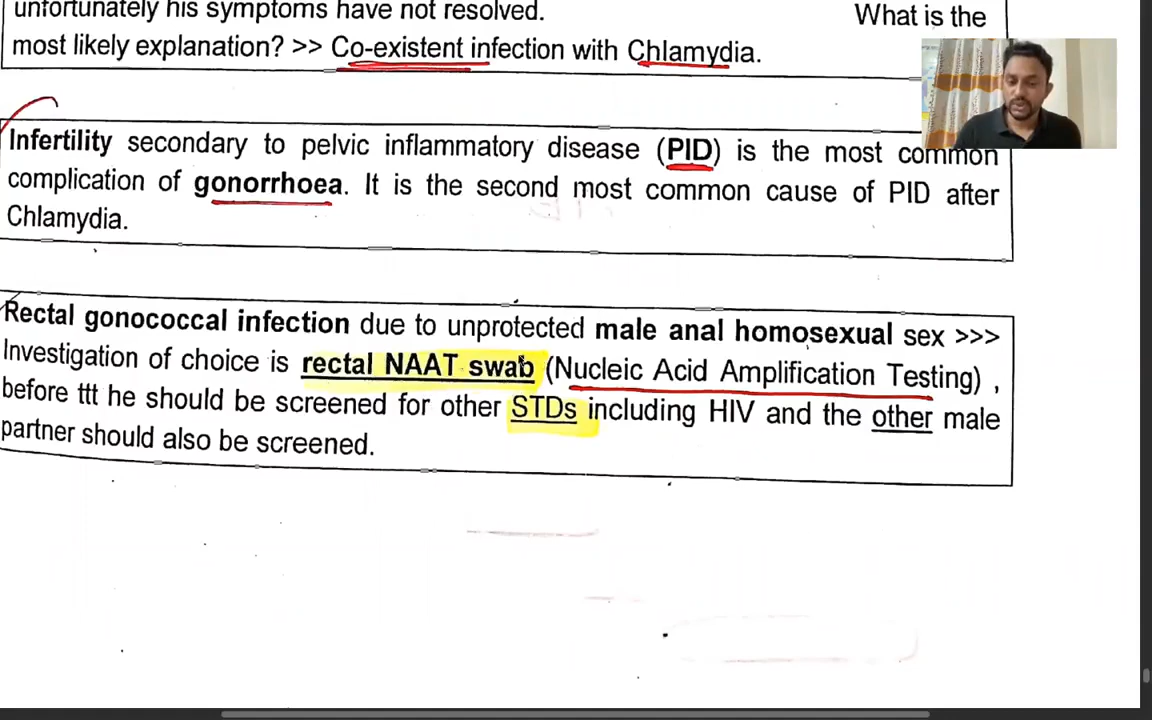 unfortunately his symptoms have not resolved. What is the
most likely explanation? >> Co-existent infection with Chlamydia.
Infertility secondary to pelvic inflammatory disease (PID) is the most common
complication of gonorrhoea. It is the second most common cause of PID after
Chlamydia.
Rectal gonococcal infection due to unprotected male anal homosexual sex >>>
Investigation of choice is rectal NAAT swab (Nucleic Acid Amplification Testing) ,
before ttt he should be screened for other STDs including HIV and the other male
partner should also be screened.